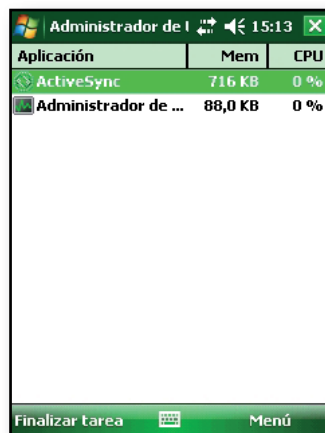 Administrador de 15:13
Aplicación Mem CPU
ActiveSync 716 KB 0 %
Administrador de ... 88,0 KB 0 %
Finalizar tarea Menú